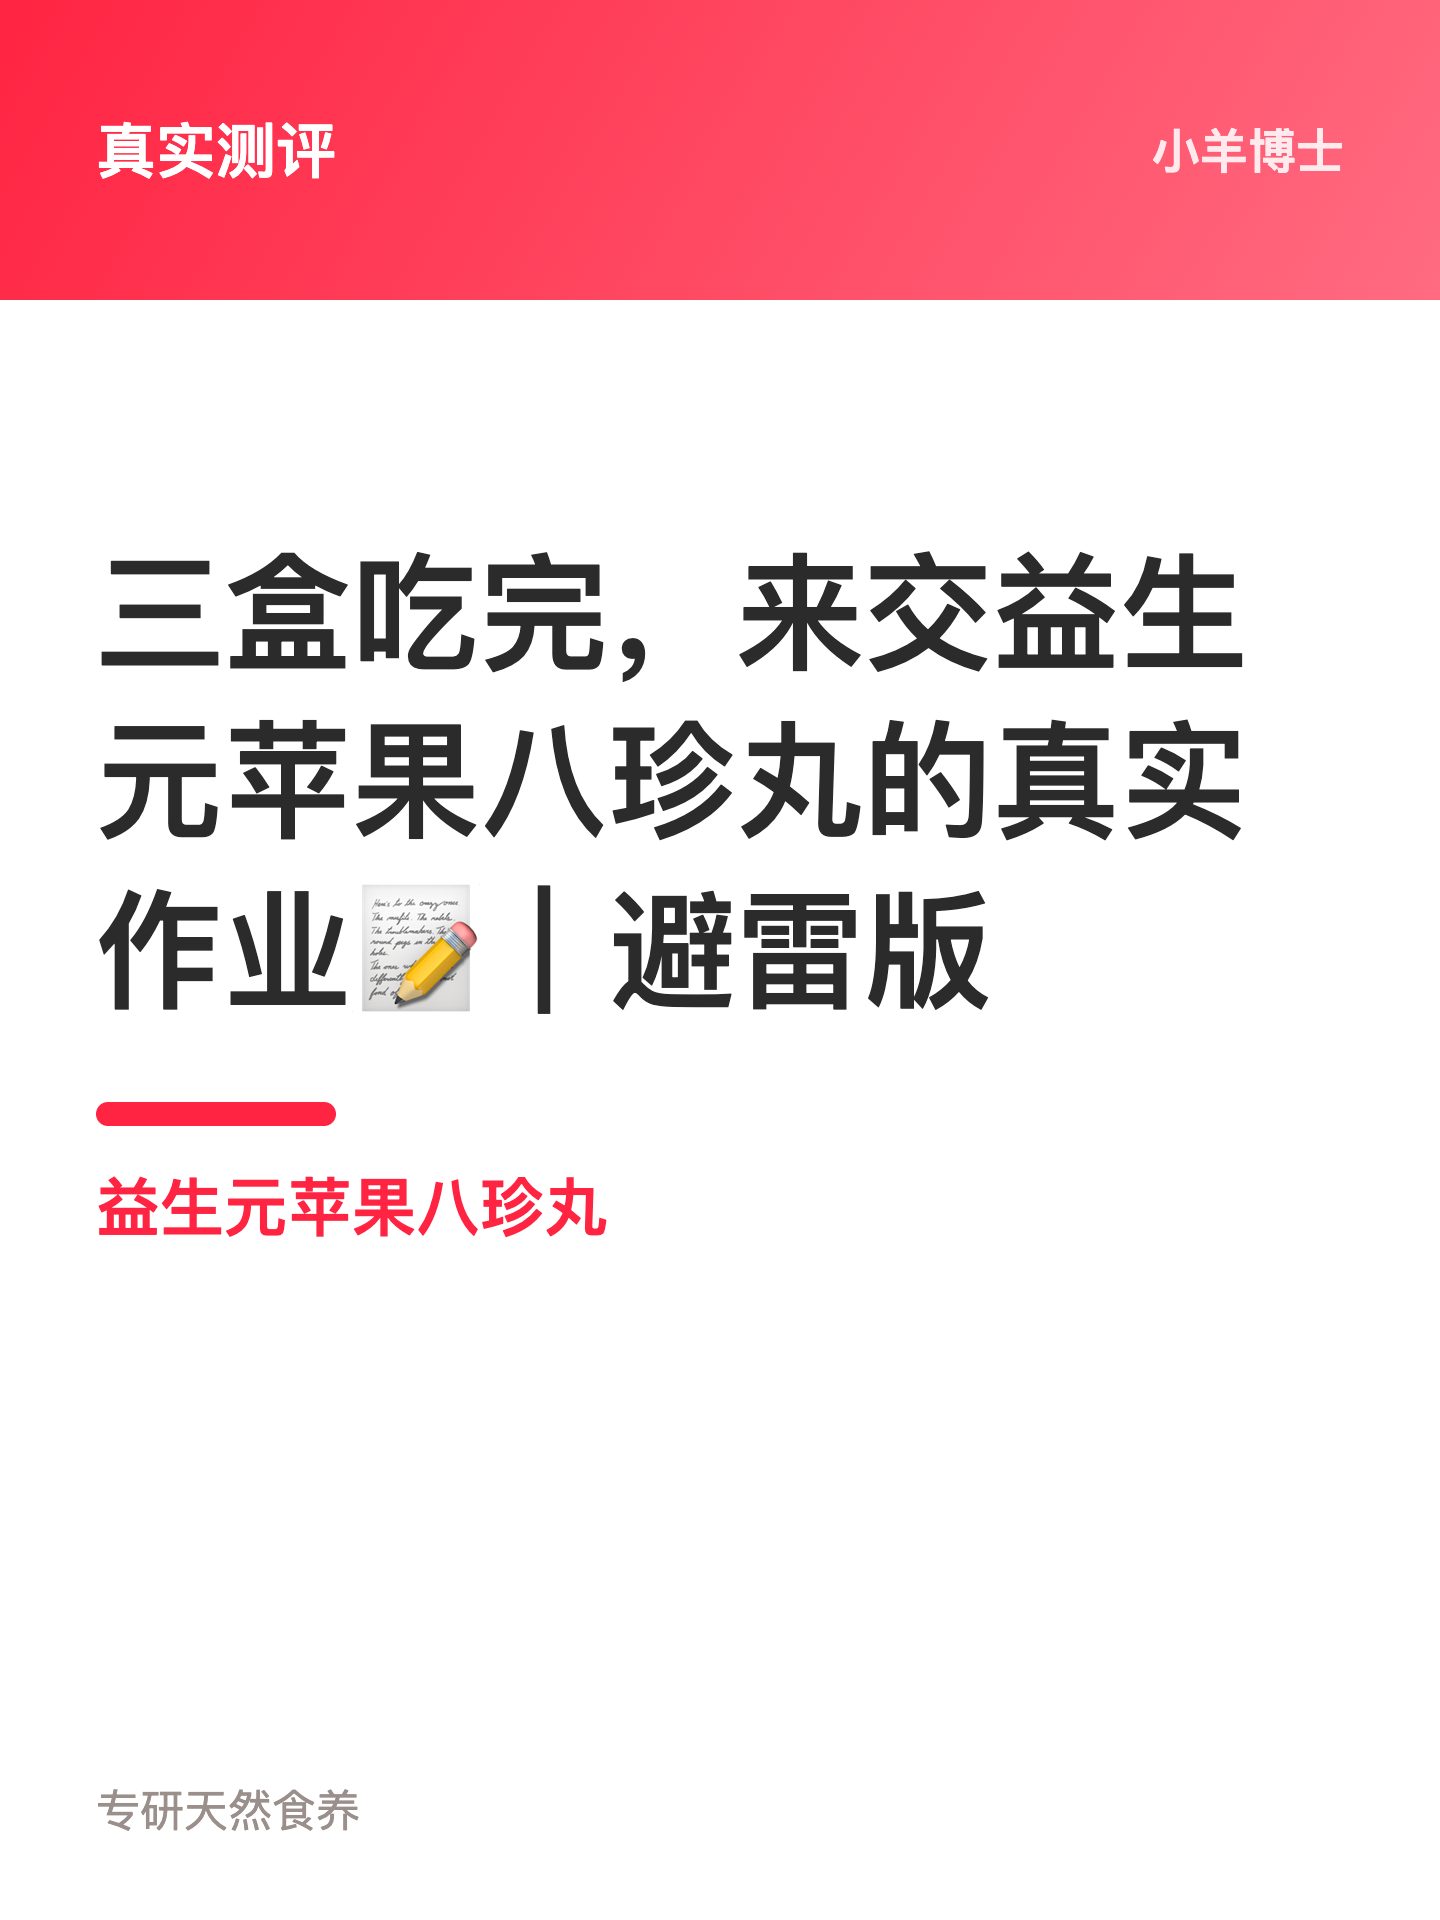 真实测评
小羊博士
三盒吃完，来交益生
元苹果八珍丸的真实
作业📝｜避雷版
益生元苹果八珍丸
专研天然食养